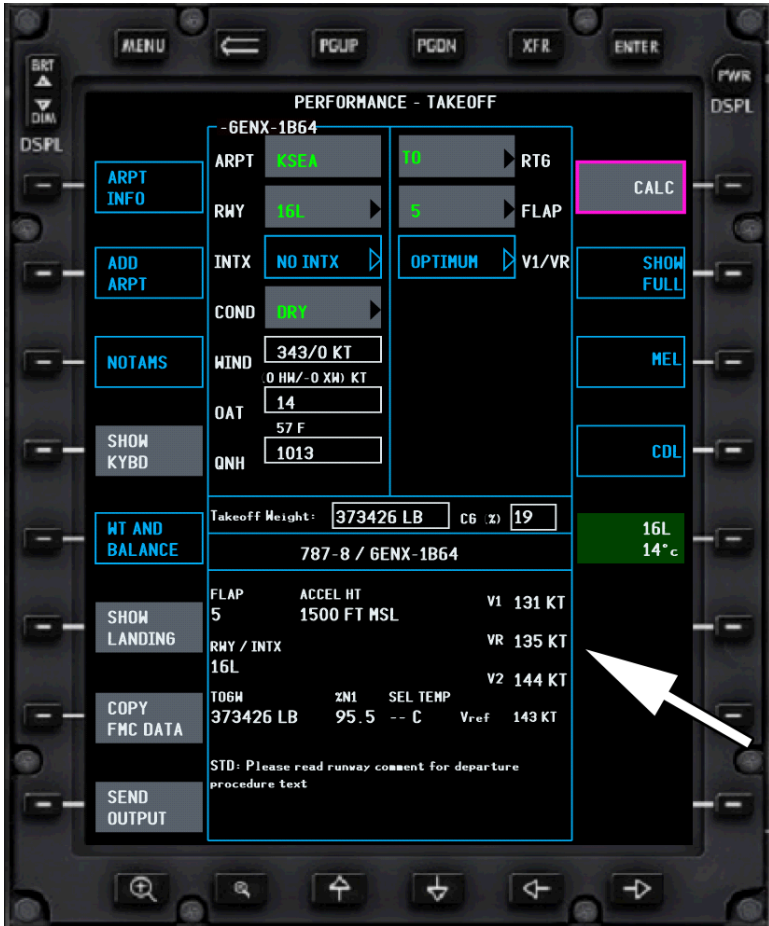 MENU PGUP PGDN XFR ENTER
BRT
DIM
DSPL
PWR
DSPL
PERFORMANCE - TAKEOFF
-GENX-1B64
ARPT KSEA TO RTG
RWY 16L 5 FLAP
INTX NO INTX OPTIMUM V1/VR
COND DRY
WIND 343/0 KT
(0 HW/-0 XW) KT
OAT 14
57 F
QNH 1013
ARPT
INFO
ADD
ARPT
NOTAMS
SHOW
KYBD
WT AND
BALANCE
SHOW
LANDING
COPY
FMC DATA
SEND
OUTPUT
CALC
SHOW
FULL
MEL
CDL
16L
14°c
Takeoff Weight: 373426 LB CG (%) 19
787-8 / GENX-1B64
FLAP ACCEL HT
5 1500 FT MSL
V1 131 KT
RWY / INTX
16L
VR 135 KT
V2 144 KT
TOGW %N1 SEL TEMP
373426 LB 95.5 -- C Vref 143 KT
STD: Please read runway comment for departure
procedure text